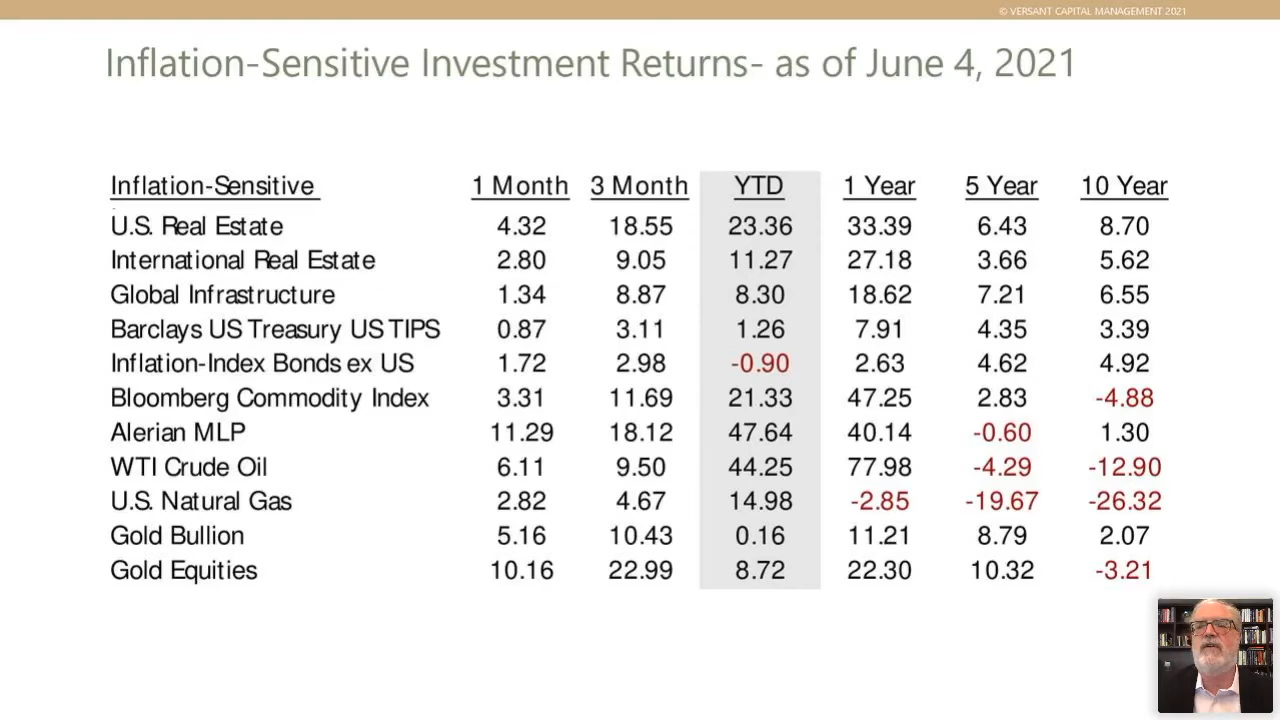 © VERSANT CAPITAL MANAGEMENT 2021
Inflation-Sensitive Investment Returns- as of June 4, 2021
Inflation-Sensitive 1 Month 3 Month YTD 1 Year 5 Year 10 Year
U.S. Real Estate 4.32 18.55 23.36 33.39 6.43 8.70
International Real Estate 2.80 9.05 11.27 27.18 3.66 5.62
Global Infrastructure 1.34 8.87 8.30 18.62 7.21 6.55
Barclays US Treasury US TIPS 0.87 3.11 1.26 7.91 4.35 3.39
Inflation-Index Bonds ex US 1.72 2.98 -0.90 2.63 4.62 4.92
Bloomberg Commodity Index 3.31 11.69 21.33 47.25 2.83 -4.88
Alerian MLP 11.29 18.12 47.64 40.14 -0.60 1.30
WTI Crude Oil 6.11 9.50 44.25 77.98 -4.29 -12.90
U.S. Natural Gas 2.82 4.67 14.98 -2.85 -19.67 -26.32
Gold Bullion 5.16 10.43 0.16 11.21 8.79 2.07
Gold Equities 10.16 22.99 8.72 22.30 10.32 -3.21